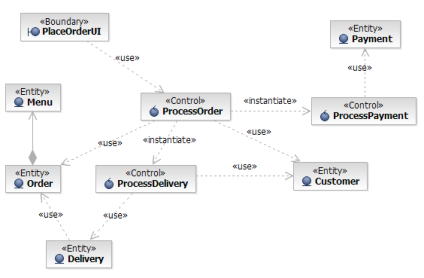 «Boundary»
PlaceOrderUI
«Entity»
Payment
«use»
«use»
«Entity»
Menu
«Control»
ProcessOrder
«instantiate»
«Control»
ProcessPayment
«use»
«instantiate»
«use»
«Entity»
Order
«Control»
ProcessDelivery
«use»
«Entity»
Customer
«use»
«use»
«Entity»
Delivery